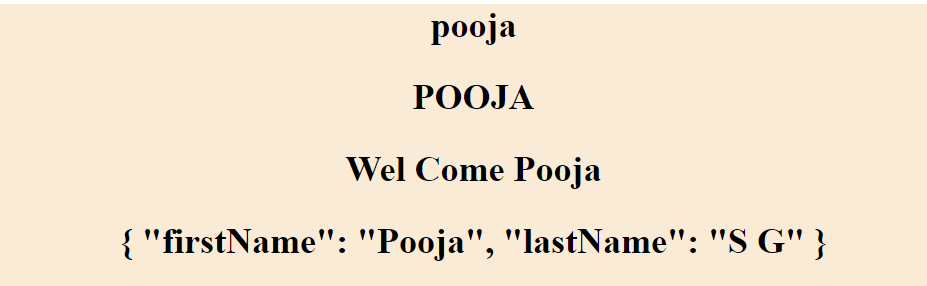 pooja
POOJA
Wel Come Pooja
{ "firstName": "Pooja", "lastName": "S G" }